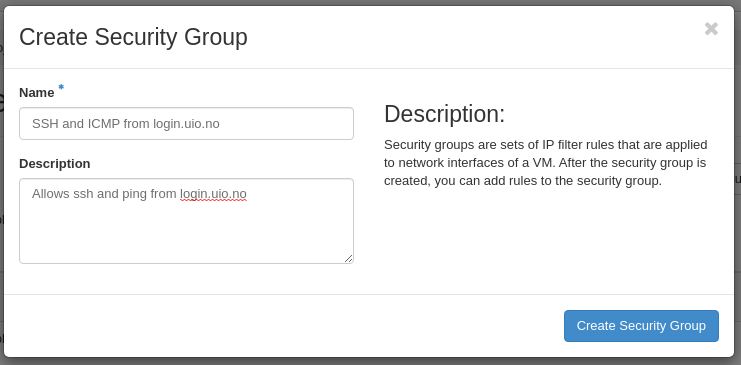 Create Security Group
Name *
SSH and ICMP from login.uio.no
Description
Allows ssh and ping from login.uio.no
Description:
Security groups are sets of IP filter rules that are applied
to network interfaces of a VM. After the security group is
created, you can add rules to the security group.
Create Security Group